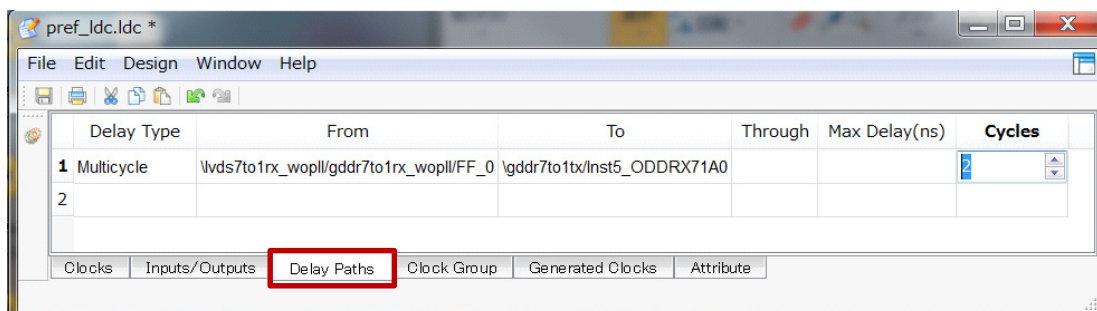 pref_ldc.ldc *
File Edit Design Window Help
Delay Type From To Through Max Delay(ns) Cycles
1 Multicycle \lvds7to1rx_wopll/gddr7to1rx_wopll/FF_0 \gddr7to1tx/Inst5_ODDRX71A0 2
2
Clocks Inputs/Outputs Delay Paths Clock Group Generated Clocks Attribute